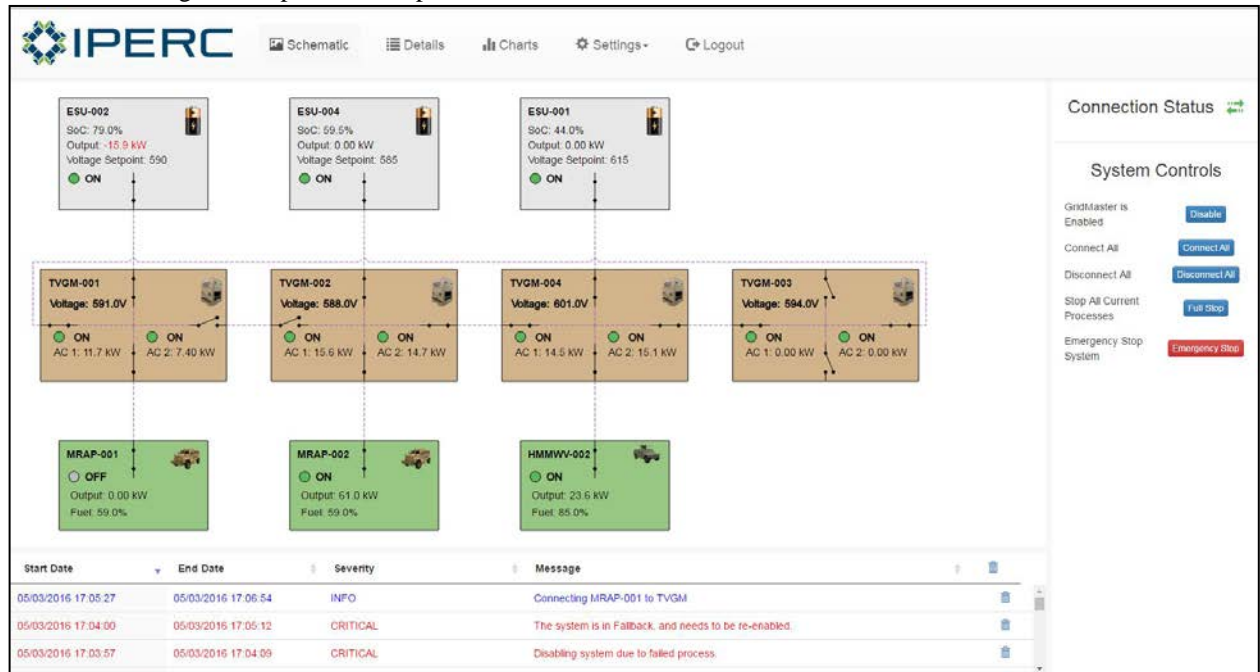 IPERC
Schematic
Details
Charts
Settings
Logout
ESU-002
SoC: 79.0%
Output: -15.9 kW
Voltage Setpoint: 590
ON
ESU-004
SoC: 59.5%
Output: 0.00 kW
Voltage Setpoint: 585
ON
ESU-001
SoC: 44.0%
Output: 0.00 kW
Voltage Setpoint: 615
ON
TVGM-001
Voltage: 591.0V
ON
AC 1: 11.7 kW
ON
AC 2: 7.40 kW
TVGM-002
Voltage: 588.0V
ON
AC 1: 15.6 kW
ON
AC 2: 14.7 kW
TVGM-004
Voltage: 601.0V
ON
AC 1: 14.5 kW
ON
AC 2: 15.1 kW
TVGM-003
Voltage: 594.0V
ON
AC 1: 0.00 kW
ON
AC 2: 0.00 kW
MRAP-001
OFF
Output: 0.00 kW
Fuel: 59.0%
MRAP-002
ON
Output: 61.0 kW
Fuel: 59.0%
HMMWV-002
ON
Output: 23.6 kW
Fuel: 85.0%
Connection Status
System Controls
GridMaster is
Enabled
Disable
Connect All
Connect All
Disconnect All
Disconnect All
Stop All Current
Processes
Full Stop
Emergency Stop
System
Emergency Stop
Start Date End Date Severity Message
05/03/2016 17:05:27 05/03/2016 17:06:54 INFO Connecting MRAP-001 to TVGM
05/03/2016 17:04:00 05/03/2016 17:05:12 CRITICAL The system is in Fallback, and needs to be re-enabled.
05/03/2016 17:03:57 05/03/2016 17:04:09 CRITICAL Disabling system due to failed process.